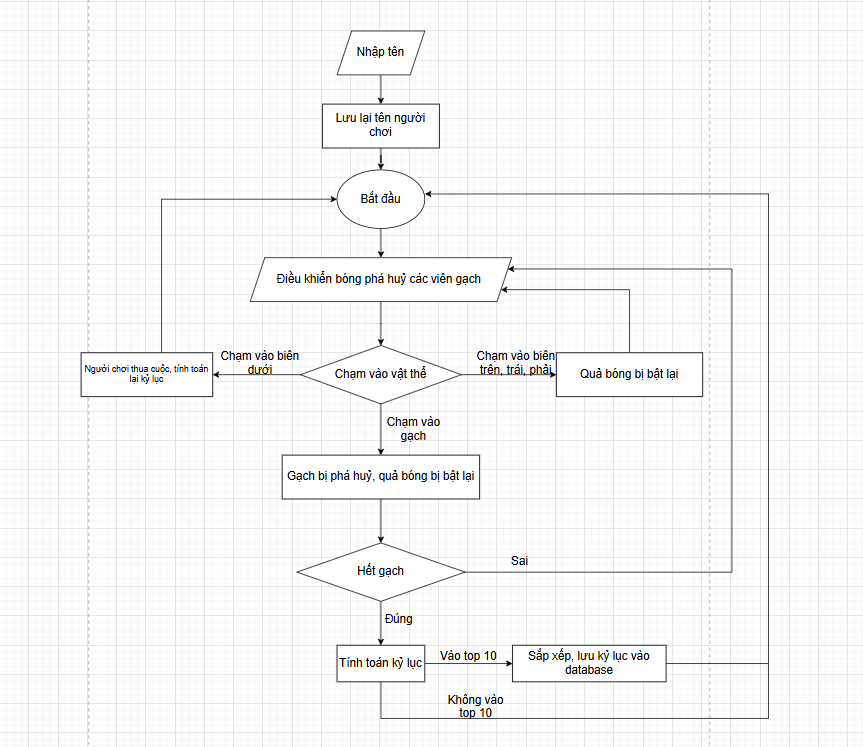 Nhập tên
Lưu lại tên người
chơi
Bắt đầu
Điều khiển bóng phá huỷ các viên gạch
Người chơi thua cuộc, tính toán
lại kỷ lục
Chạm vào biên
dưới
Chạm vào vật thể
Chạm vào biên
trên, trái, phải
Quả bóng bị bật lại
Chạm vào
gạch
Gạch bị phá huỷ, quả bóng bị bật lại
Hết gạch
Sai
Đúng
Tính toán kỷ lục
Vào top 10
Sắp xếp, lưu kỷ lục vào
database
Không vào
top 10